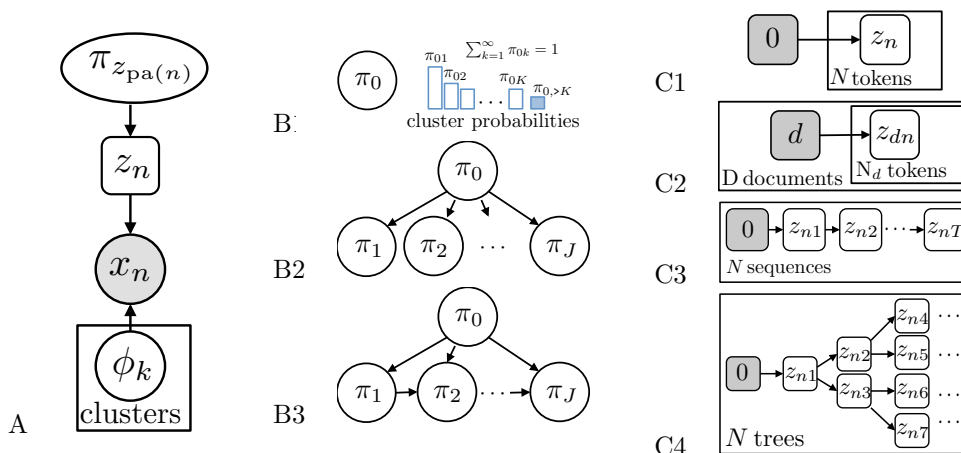 π_{z_{pa(n)}}
z_n
x_n
ϕ_k
clusters
A
π_0
∑_{k=1}^{∞} π_{0k} = 1
π_{01}
π_{02}
...
π_{0K}
π_{0,>K}
cluster probabilities
B1
π_0
π_1
π_2
...
π_J
B2
π_0
π_1
π_2
...
π_J
B3
0
z_n
N tokens
C1
d
z_{dn}
N_d tokens
D documents
C2
0
z_{n1}
z_{n2}
...
z_{nT}
N sequences
C3
0
z_{n1}
z_{n2}
z_{n3}
z_{n4} ...
z_{n5} ...
z_{n6} ...
z_{n7} ...
N trees
C4